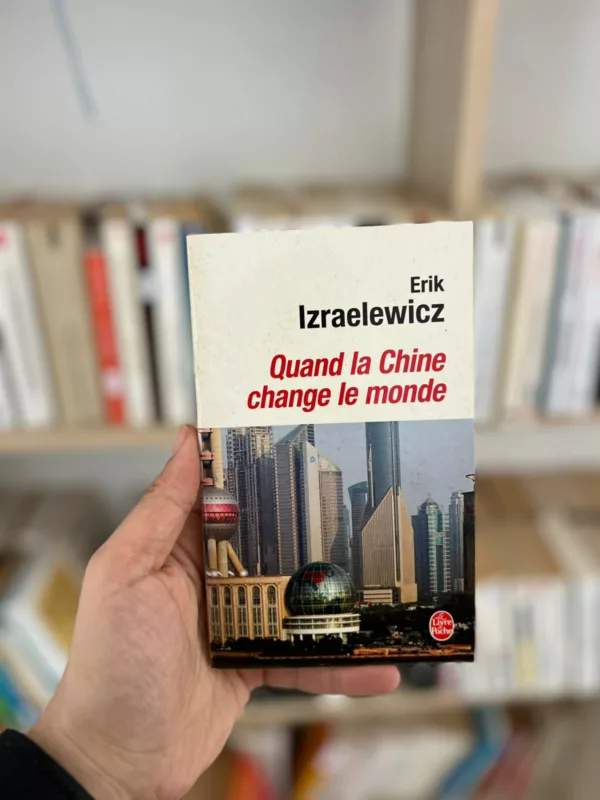 Erik
Izraelewicz
Quand la Chine
change le monde
Le
Livre
de
Poche